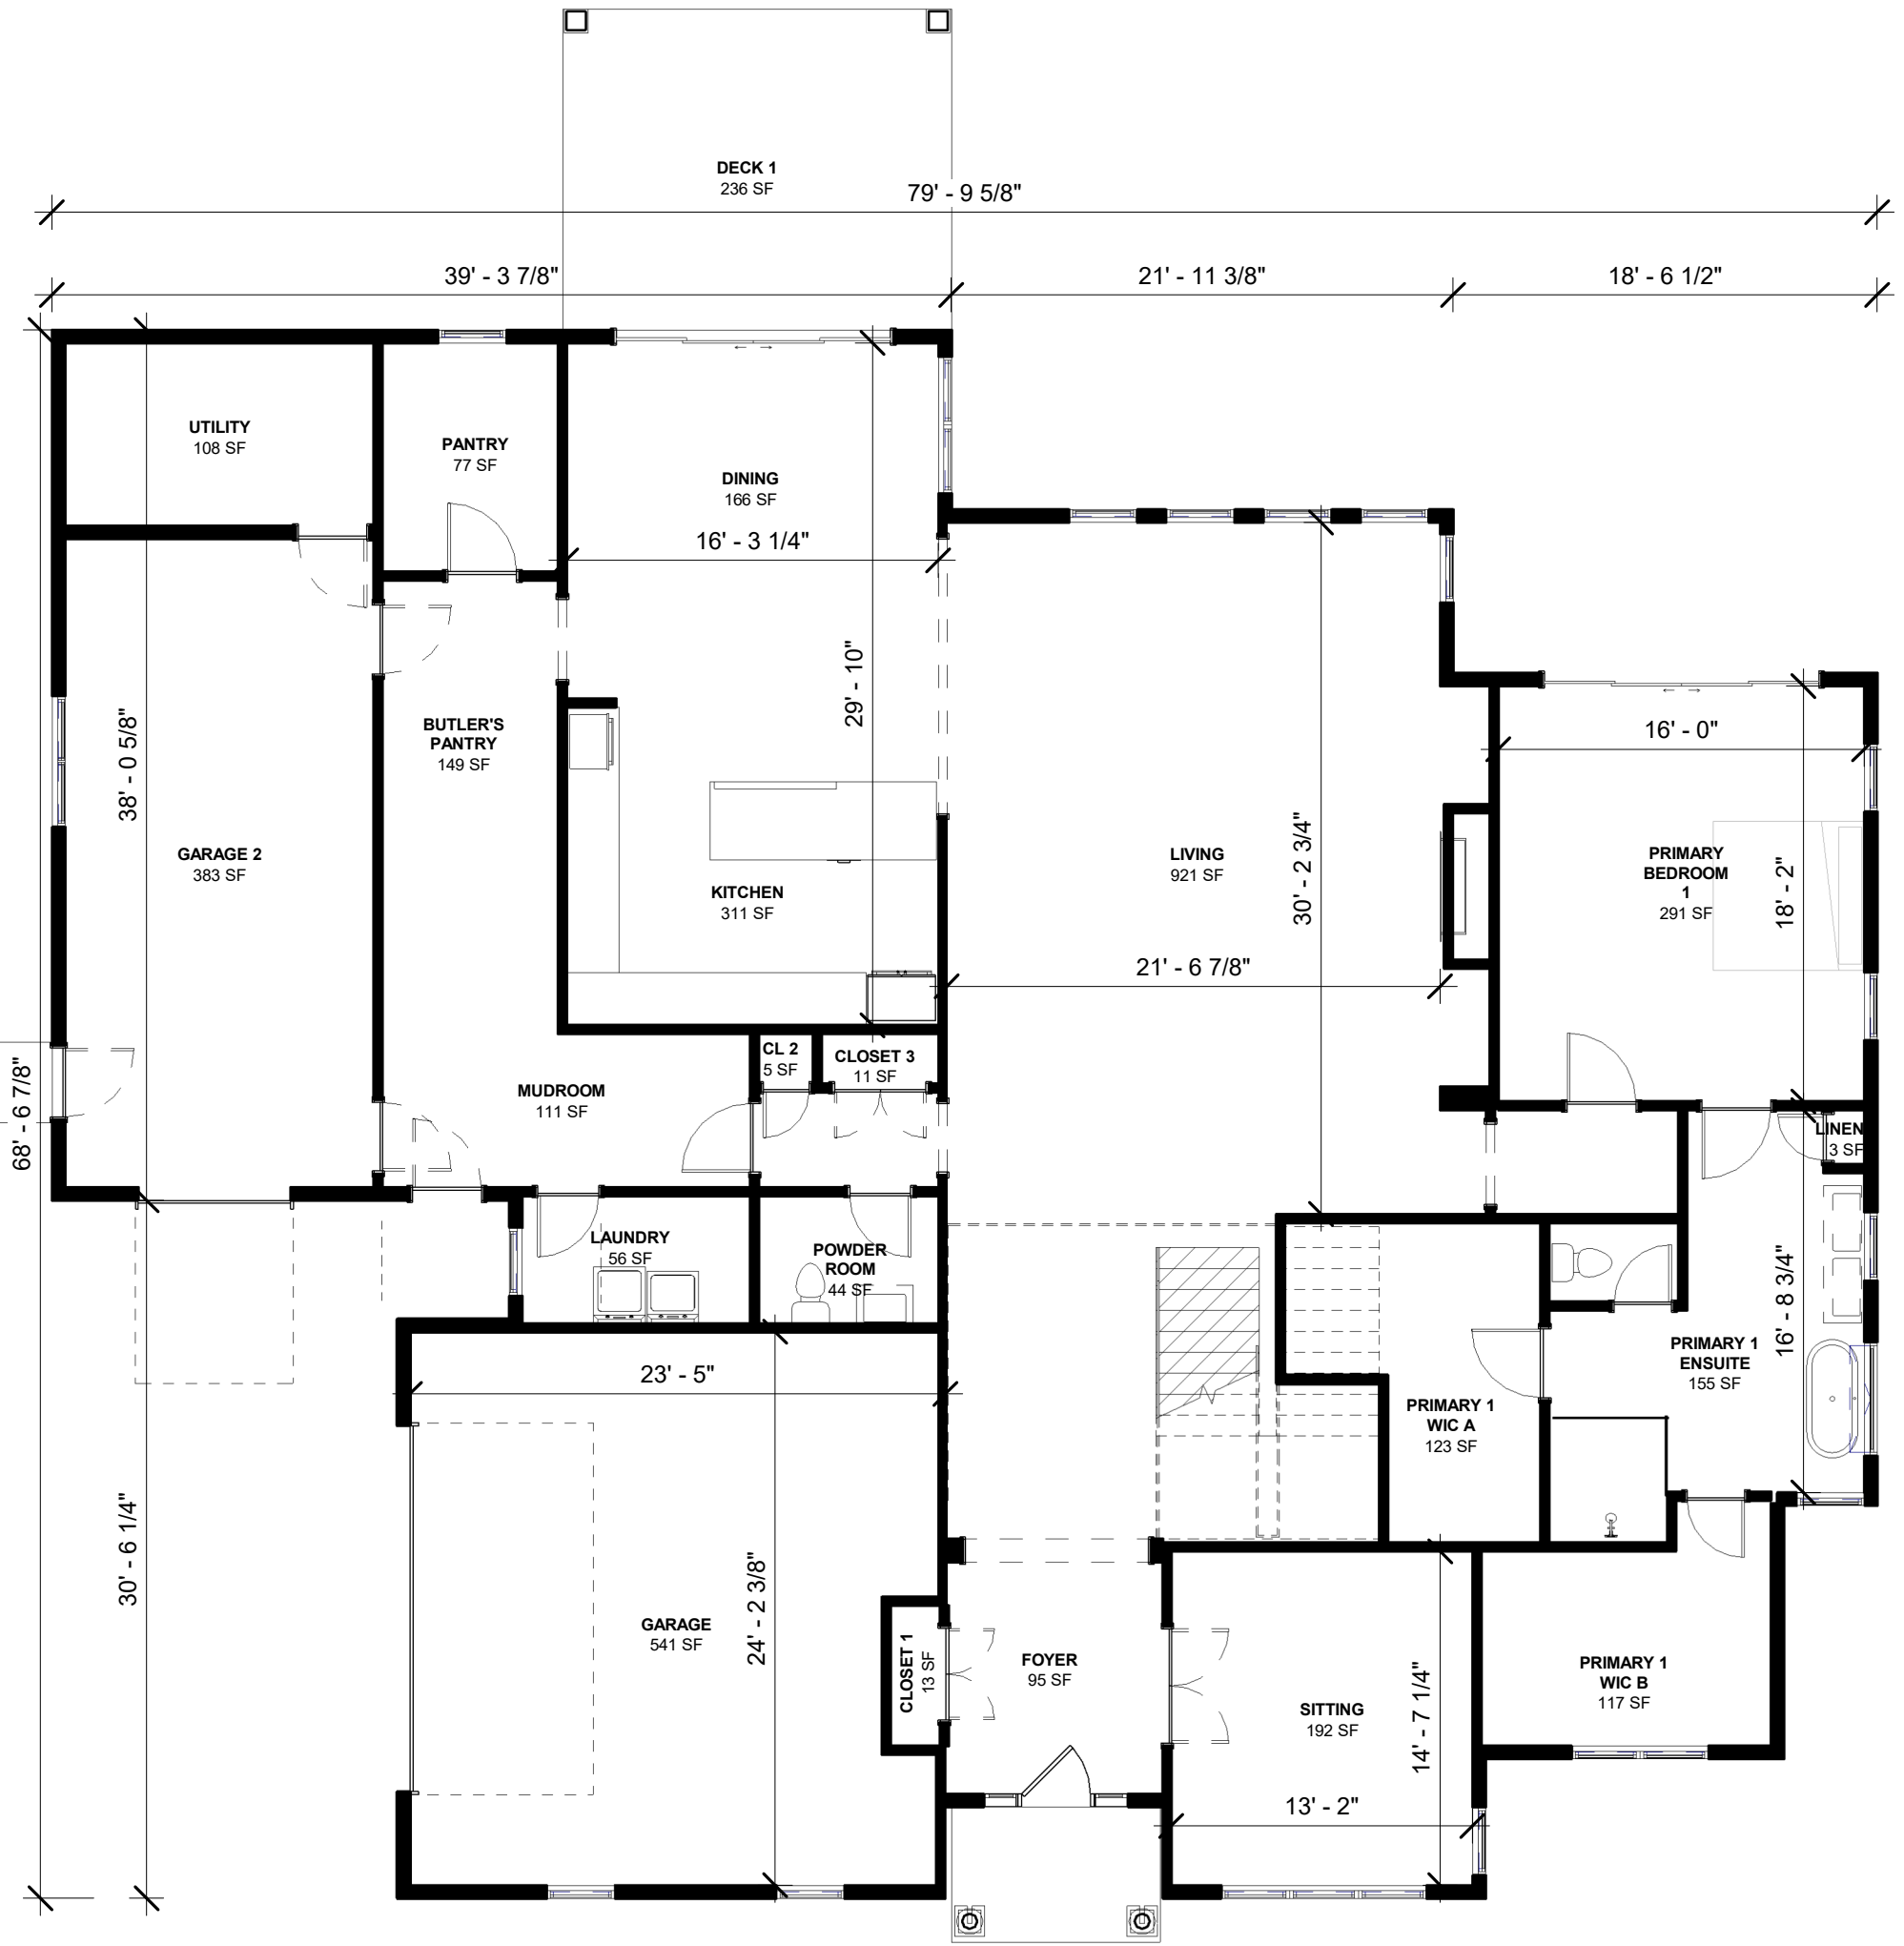 DECK 1
236 SF
79' - 9 5/8"
39' - 3 7/8"
21' - 11 3/8"
18' - 6 1/2"
UTILITY
108 SF
PANTRY
77 SF
DINING
166 SF
16' - 3 1/4"
29' - 10"
38' - 0 5/8"
BUTLER'S
PANTRY
149 SF
16' - 0"
GARAGE 2
383 SF
KITCHEN
311 SF
LIVING
921 SF
30' - 2 3/4"
PRIMARY
BEDROOM
1
291 SF
18' - 2"
21' - 6 7/8"
68' - 6 7/8"
MUDROOM
111 SF
CL 2
5 SF
CLOSET 3
11 SF
LINEN
3 SF
LAUNDRY
56 SF
POWDER
ROOM
44 SF
16' - 8 3/4"
PRIMARY 1
ENSUITE
155 SF
23' - 5"
PRIMARY 1
WIC A
123 SF
30' - 6 1/4"
GARAGE
541 SF
24' - 2 3/8"
CLOSET 1
13 SF
FOYER
95 SF
SITTING
192 SF
14' - 7 1/4"
PRIMARY 1
WIC B
117 SF
13' - 2"